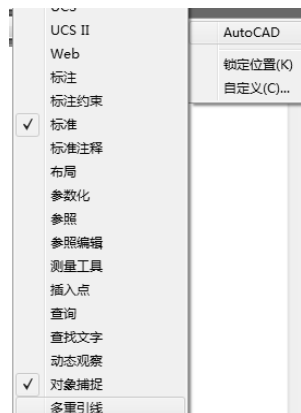 UCS
UCS II
Web
标注
标注约束
标准
标准注释
布局
参数化
参照
参照编辑
测量工具
插入点
查询
查找文字
动态观察
对象捕捉
多重引线
AutoCAD
锁定位置(K)
自定义(C)...